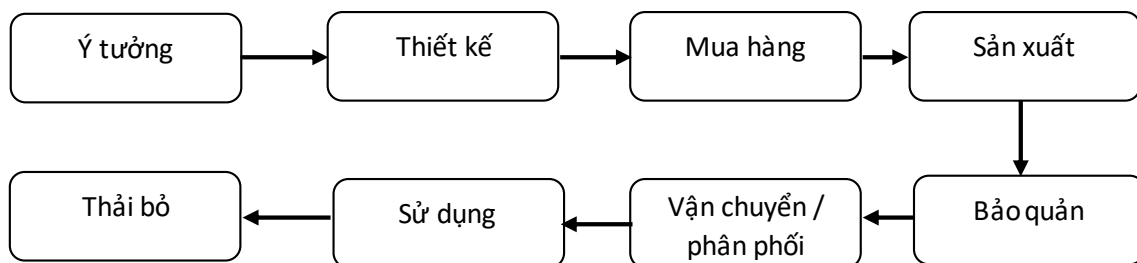 Ý tưởng
Thiết kế
Mua hàng
Sản xuất
Bảo quản
Vận chuyển /
phân phối
Sử dụng
Thải bỏ